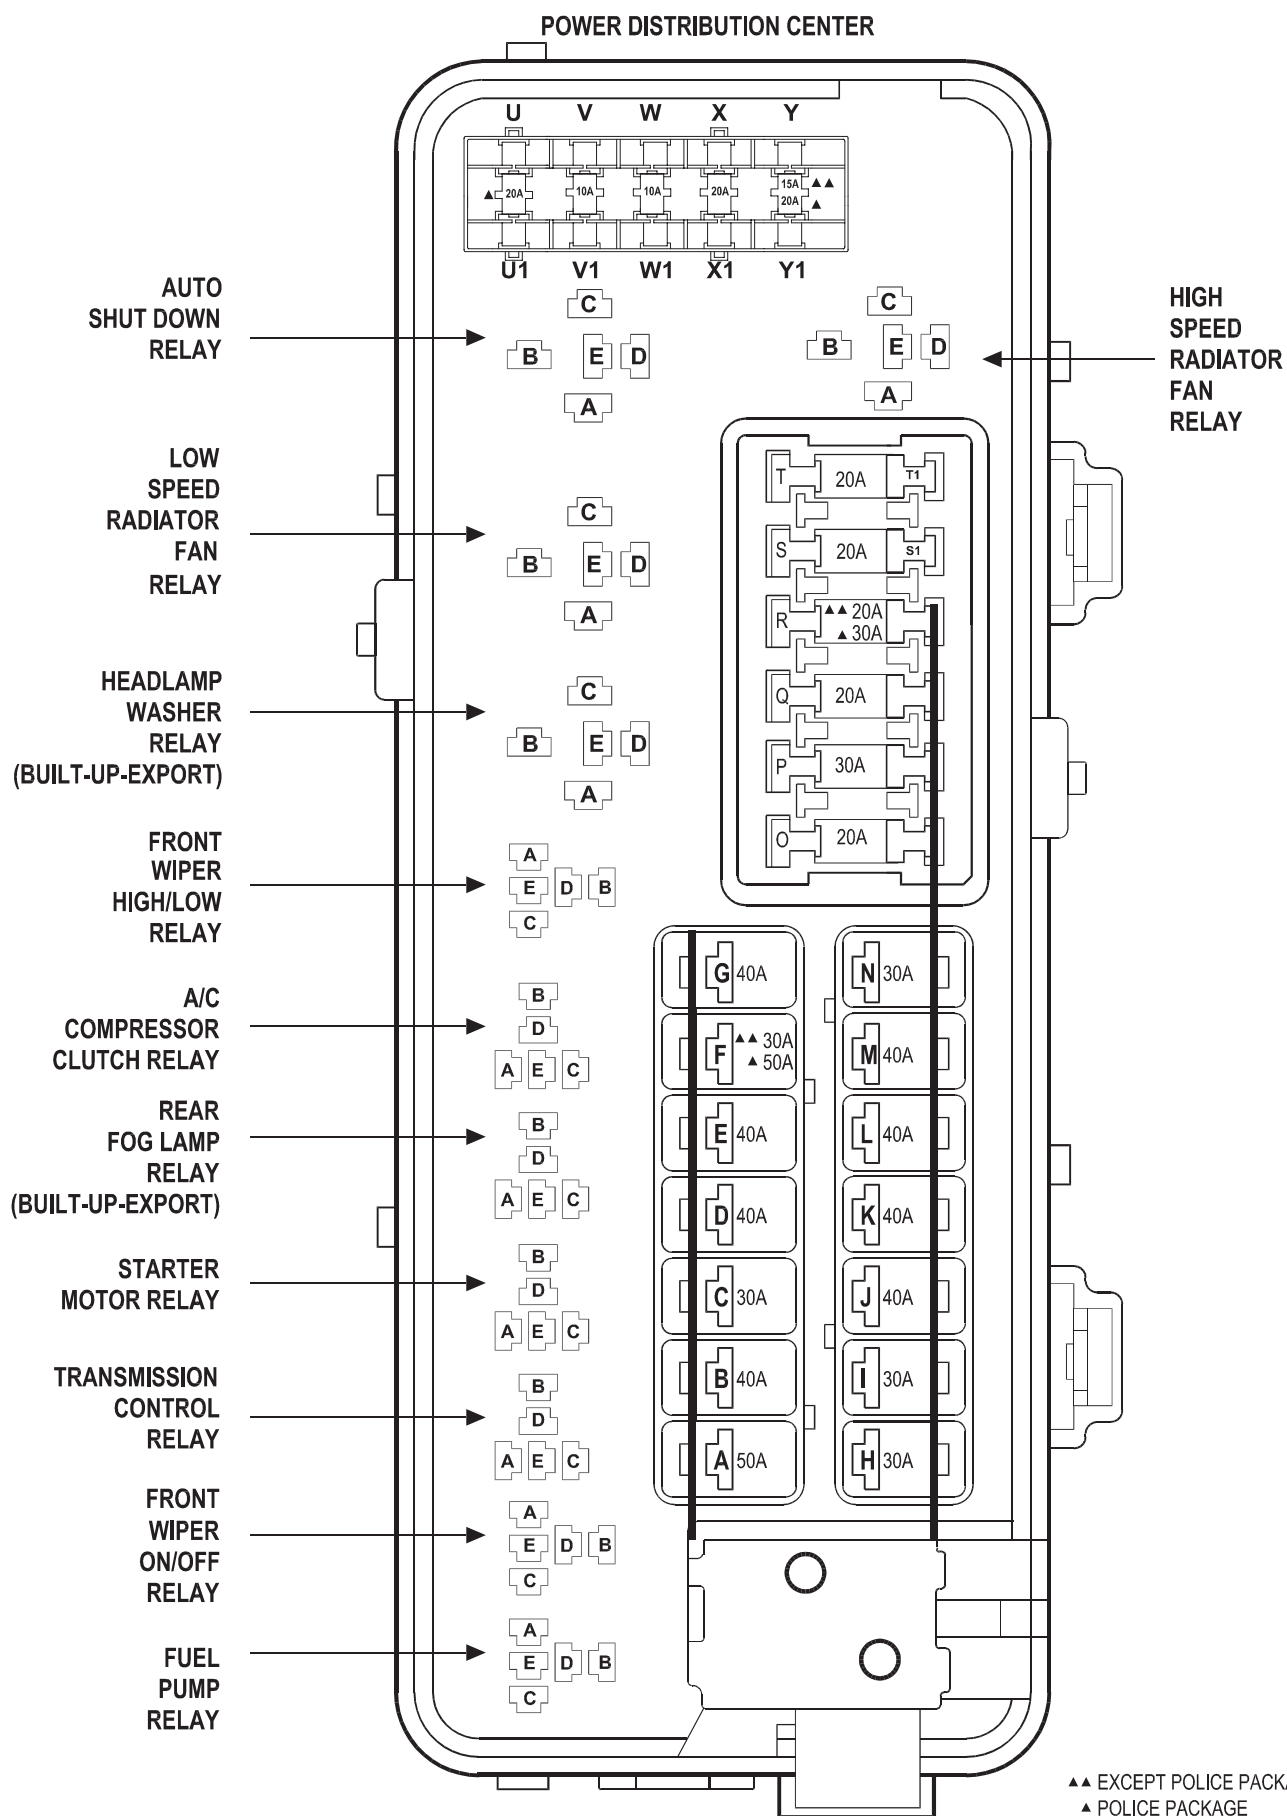 POWER DISTRIBUTION CENTER
U V W X Y
▲ 20A 10A 10A 20A 15A ▲▲
20A ▲
U1 V1 W1 X1 Y1
AUTO
SHUT DOWN
RELAY
C
B E D
A
HIGH
SPEED
RADIATOR
FAN
RELAY
C
B E D
A
LOW
SPEED
RADIATOR
FAN
RELAY
C
B E D
A
T 20A T1
S 20A S1
R ▲▲ 20A
▲ 30A
Q 20A
P 30A
O 20A
HEADLAMP
WASHER
RELAY
(BUILT-UP-EXPORT)
C
B E D
A
FRONT
WIPER
HIGH/LOW
RELAY
A
E D B
C
A/C
COMPRESSOR
CLUTCH RELAY
B
D
A E C
REAR
FOG LAMP
RELAY
(BUILT-UP-EXPORT)
B
D
A E C
STARTER
MOTOR RELAY
B
D
A E C
TRANSMISSION
CONTROL
RELAY
B
D
A E C
FRONT
WIPER
ON/OFF
RELAY
A
E D B
C
FUEL
PUMP
RELAY
A
E D B
C
G 40A
F ▲▲ 30A
▲ 50A
E 40A
D 40A
C 30A
B 40A
A 50A
N 30A
M 40A
L 40A
K 40A
J 40A
I 30A
H 30A
▲▲ EXCEPT POLICE PACKA
▲ POLICE PACKAGE